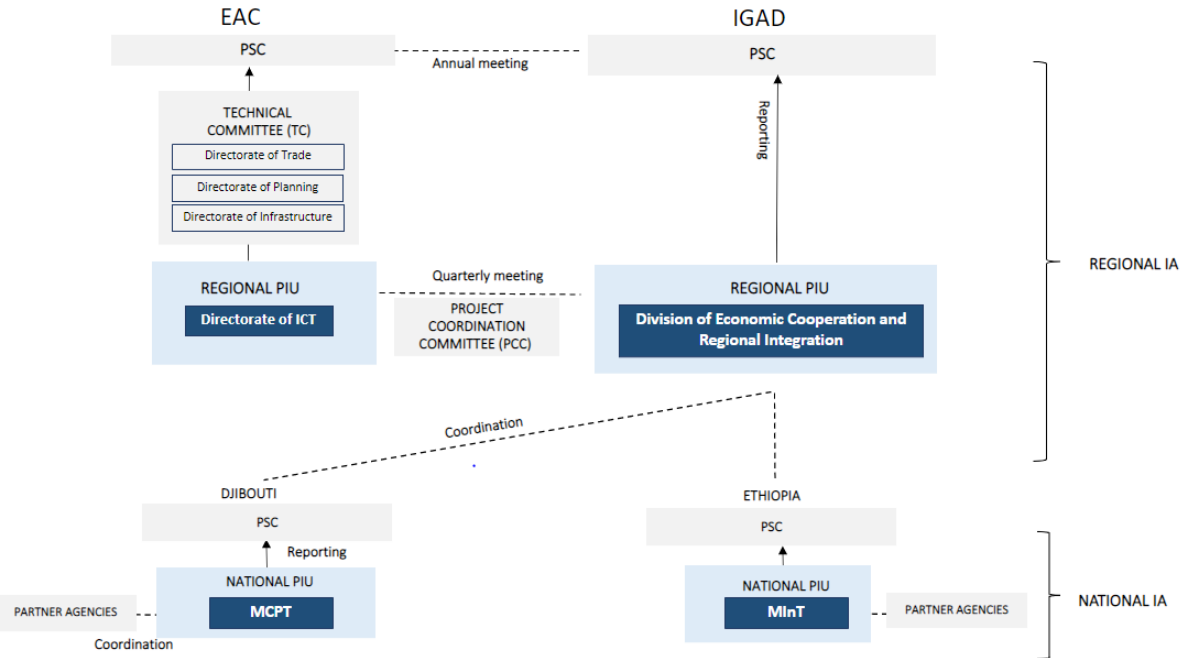 EAC
IGAD
PSC
Annual meeting
PSC
TECHNICAL
COMMITTEE (TC)
Directorate of Trade
Directorate of Planning
Directorate of Infrastructure
Reporting
REGIONAL IA
REGIONAL PIU
Directorate of ICT
Quarterly meeting
PROJECT
COORDINATION
COMMITTEE (PCC)
REGIONAL PIU
Division of Economic Cooperation and
Regional Integration
Coordination
DJIBOUTI
PSC
Reporting
NATIONAL PIU
MCPT
PARTNER AGENCIES
Coordination
ETHIOPIA
PSC
NATIONAL PIU
MInT
PARTNER AGENCIES
NATIONAL IA